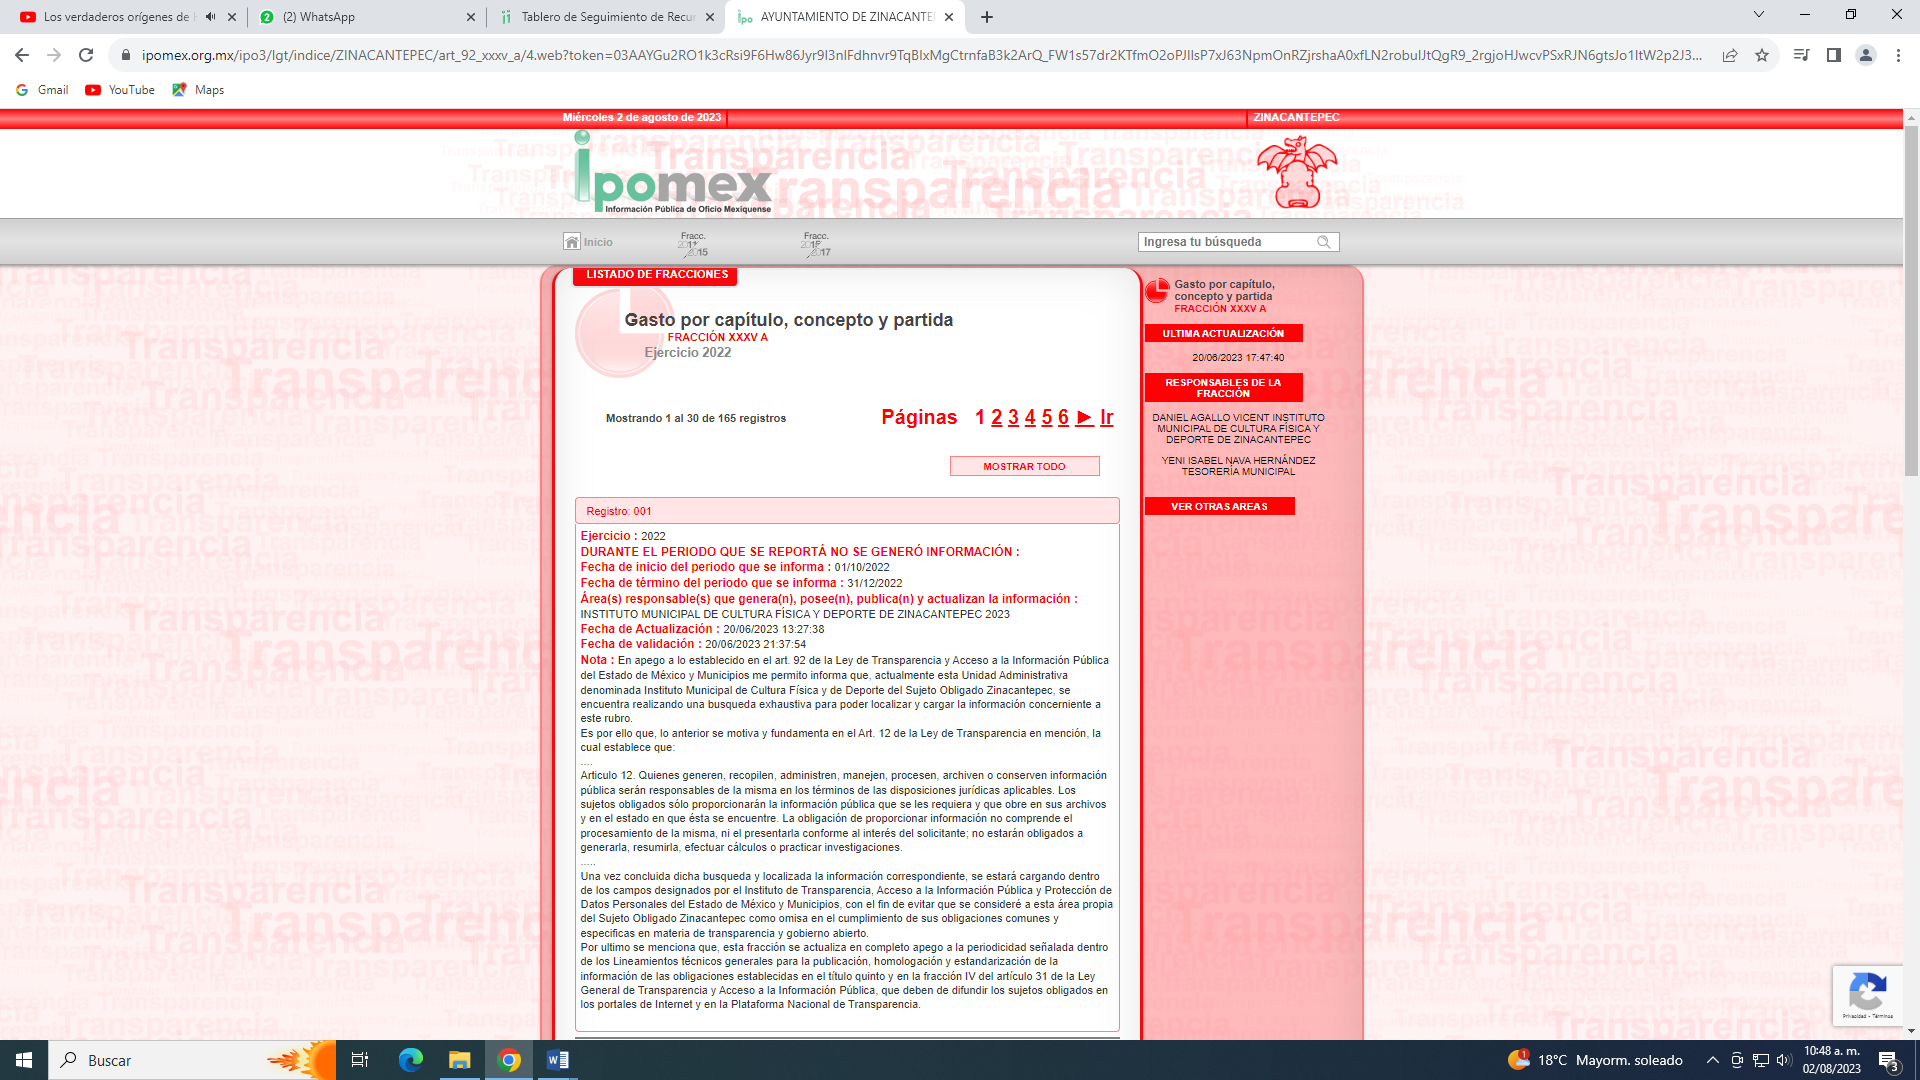 Los verdaderos orígenes de
(2) WhatsApp
Tablero de Seguimiento de Recur
AYUNTAMIENTO DE ZINACANTEP
Gmail
YouTube
Maps
Miércoles 2 de agosto de 2023
ZINACANTEPEC
Transparencia
ipomex
Información Pública de Oficio Mexiquense
Inicio
Fracc.
Fracc.
Ingresa tu búsqueda
LISTADO DE FRACCIONES
Gasto por capítulo, concepto y partida
FRACCIÓN XXXV A
Ejercicio 2022
Mostrando 1 al 30 de 165 registros
Páginas 1 2 3 4 5 6 ► Ir
MOSTRAR TODO
Registro: 001
Ejercicio : 2022
DURANTE EL PERIODO QUE SE REPORTÁ NO SE GENERÓ INFORMACIÓN :
Fecha de inicio del periodo que se informa : 01/10/2022
Fecha de término del periodo que se informa : 31/12/2022
Área(s) responsable(s) que genera(n), posee(n), publica(n) y actualizan la información :
INSTITUTO MUNICIPAL DE CULTURA FÍSICA Y DEPORTE DE ZINACANTEPEC 2023
Fecha de Actualización : 20/06/2023 13:27:38
Fecha de validación : 20/06/2023 21:37:54
Nota : En apego a lo establecido en el art. 92 de la Ley de Transparencia y Acceso a la Información Pública
del Estado de México y Municipios me permito informa que, actualmente esta Unidad Administrativa
denominada Instituto Municipal de Cultura Física y de Deporte del Sujeto Obligado Zinacantepec, se
encuentra realizando una busqueda exhaustiva para poder localizar y cargar la información concerniente a
este rubro.
Es por ello que, lo anterior se motiva y fundamenta en el Art. 12 de la Ley de Transparencia en mención, la
cual establece que:
....
Articulo 12. Quienes generen, recopilen, administren, manejen, procesen, archiven o conserven información
pública serán responsables de la misma en los términos de las disposiciones jurídicas aplicables. Los
sujetos obligados sólo proporcionarán la información pública que se les requiera y que obre en sus archivos
y en el estado en que ésta se encuentre. La obligación de proporcionar información no comprende el
procesamiento de la misma, ni el presentarla conforme al interés del solicitante; no estarán obligados a
generarla, resumirla, efectuar cálculos o practicar investigaciones.
.....
Una vez concluida dicha busqueda y localizada la información correspondiente, se estará cargando dentro
de los campos designados por el Instituto de Transparencia, Acceso a la Información Pública y Protección de
Datos Personales del Estado de México y Municipios, con el fin de evitar que se consideré a esta área propia
del Sujeto Obligado Zinacantepec como omisa en el cumplimiento de sus obligaciones comunes y
especificas en materia de transparencia y gobierno abierto.
Por ultimo se menciona que, esta fracción se actualiza en completo apego a la periodicidad señalada dentro
de los Lineamientos técnicos generales para la publicación, homologación y estandarización de la
información de las obligaciones establecidas en el título quinto y en la fracción IV del artículo 31 de la Ley
General de Transparencia y Acceso a la Información Pública, que deben de difundir los sujetos obligados en
los portales de Internet y en la Plataforma Nacional de Transparencia.
Gasto por capítulo,
concepto y partida
FRACCIÓN XXXV A
ULTIMA ACTUALIZACIÓN
20/06/2023 17:47:40
RESPONSABLES DE LA
FRACCIÓN
DANIEL AGALLO VICENT INSTITUTO
MUNICIPAL DE CULTURA FÍSICA Y
DEPORTE DE ZINACANTEPEC
YENI ISABEL NAVA HERNÁNDEZ
TESORERÍA MUNICIPAL
VER OTRAS AREAS
Privacidad - Términos
Buscar
18°C Mayorm. soleado
10:48 a. m.
02/08/2023
3